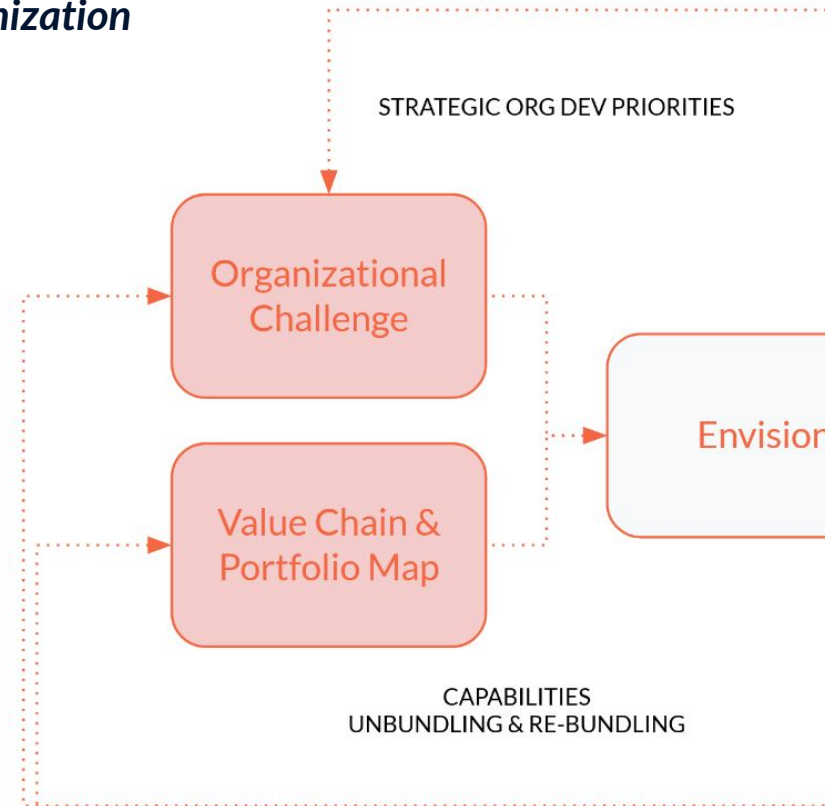 nization
STRATEGIC ORG DEV PRIORITIES
Organizational
Challenge
Envision
Value Chain &
Portfolio Map
CAPABILITIES
UNBUNDLING & RE-BUNDLING